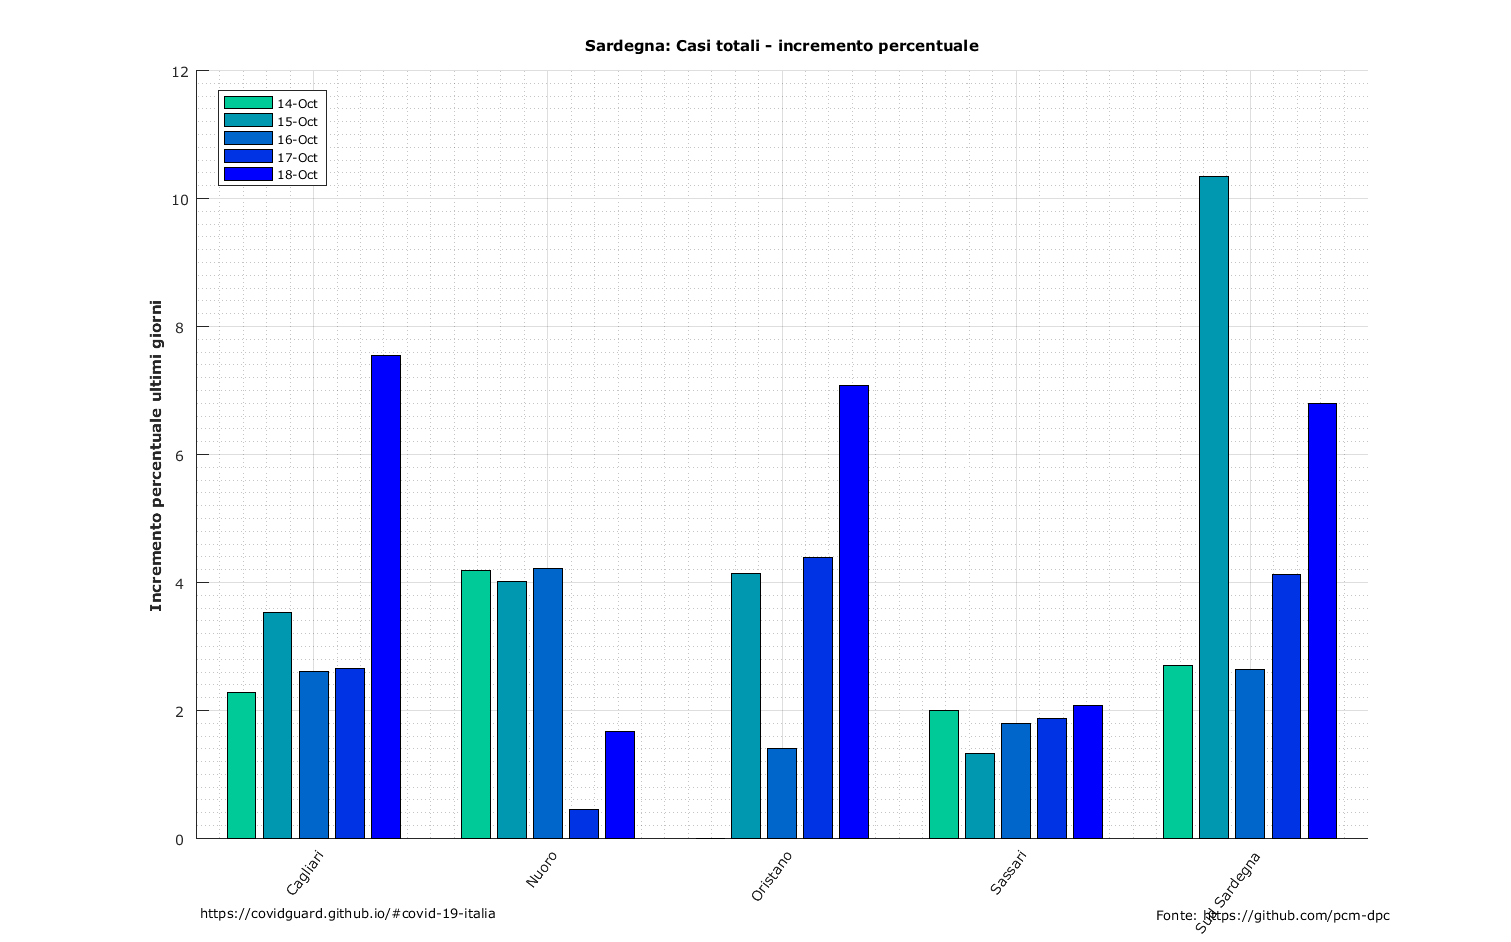 Sardegna: Casi totali - incremento percentuale
12
10
8
6
4
2
0
Incremento percentuale ultimi giorni
14-Oct
15-Oct
16-Oct
17-Oct
18-Oct
Cagliari
Nuoro
Oristano
Sassari
Sud Sardegna
https://covidguard.github.io/#covid-19-italia
Fonte: https://github.com/pcm-dpc